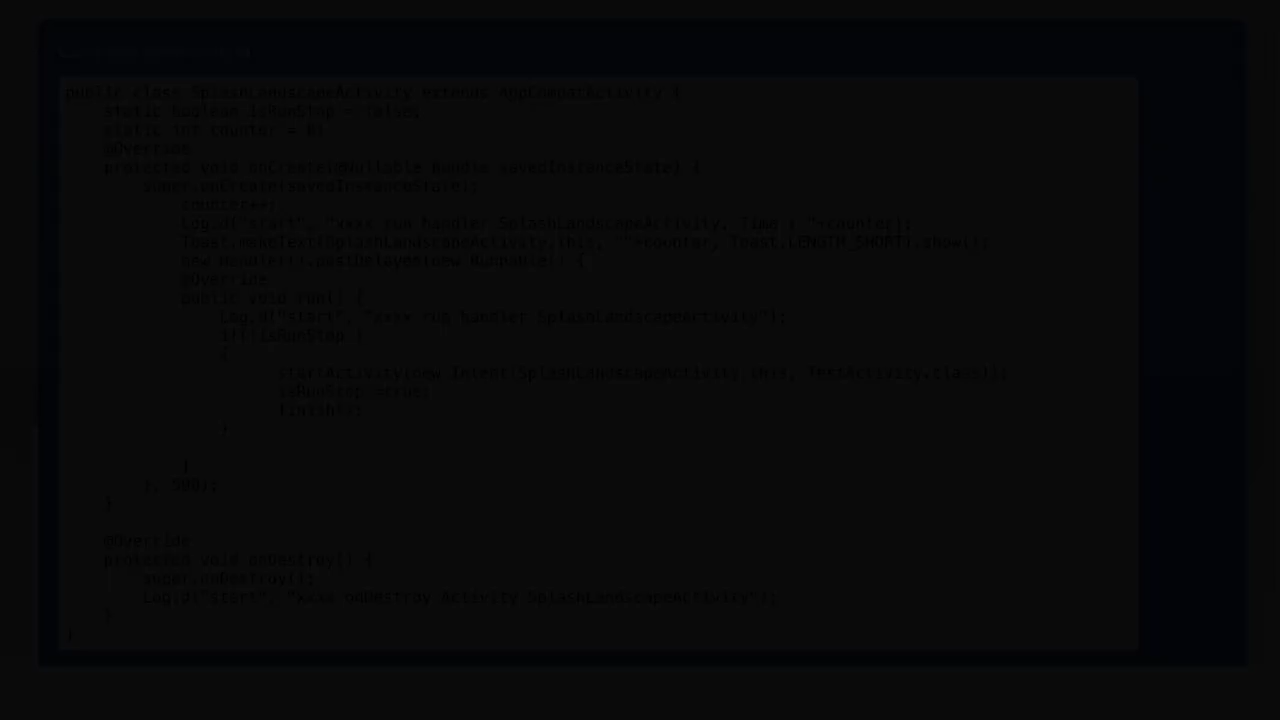 public class SplashLandscapeActivity extends AppCompatActivity {
static boolean isRunStop = false;
static int counter = 0;
@Override
protected void onCreate(@Nullable Bundle savedInstanceState) {
super.onCreate(savedInstanceState);
counter++;
Log.d("start", "xxxx run handler SplashLandscapeActivity, Time : "+counter);
Toast.makeText(SplashLandscapeActivity.this, ""+counter, Toast.LENGTH_SHORT).show();
new Handler().postDelayed(new Runnable() {
@Override
public void run() {
Log.d("start", "xxxx run handler SplashLandscapeActivity");
if(!isRunStop )
{
startActivity(new Intent(SplashLandscapeActivity.this, TestActivity.class));
isRunStop =true;
finish();
}
}
}, 500);
}
@Override
protected void onDestroy() {
super.onDestroy();
Log.d("start", "xxxx onDestroy Activity SplashLandscapeActivity");
}
}